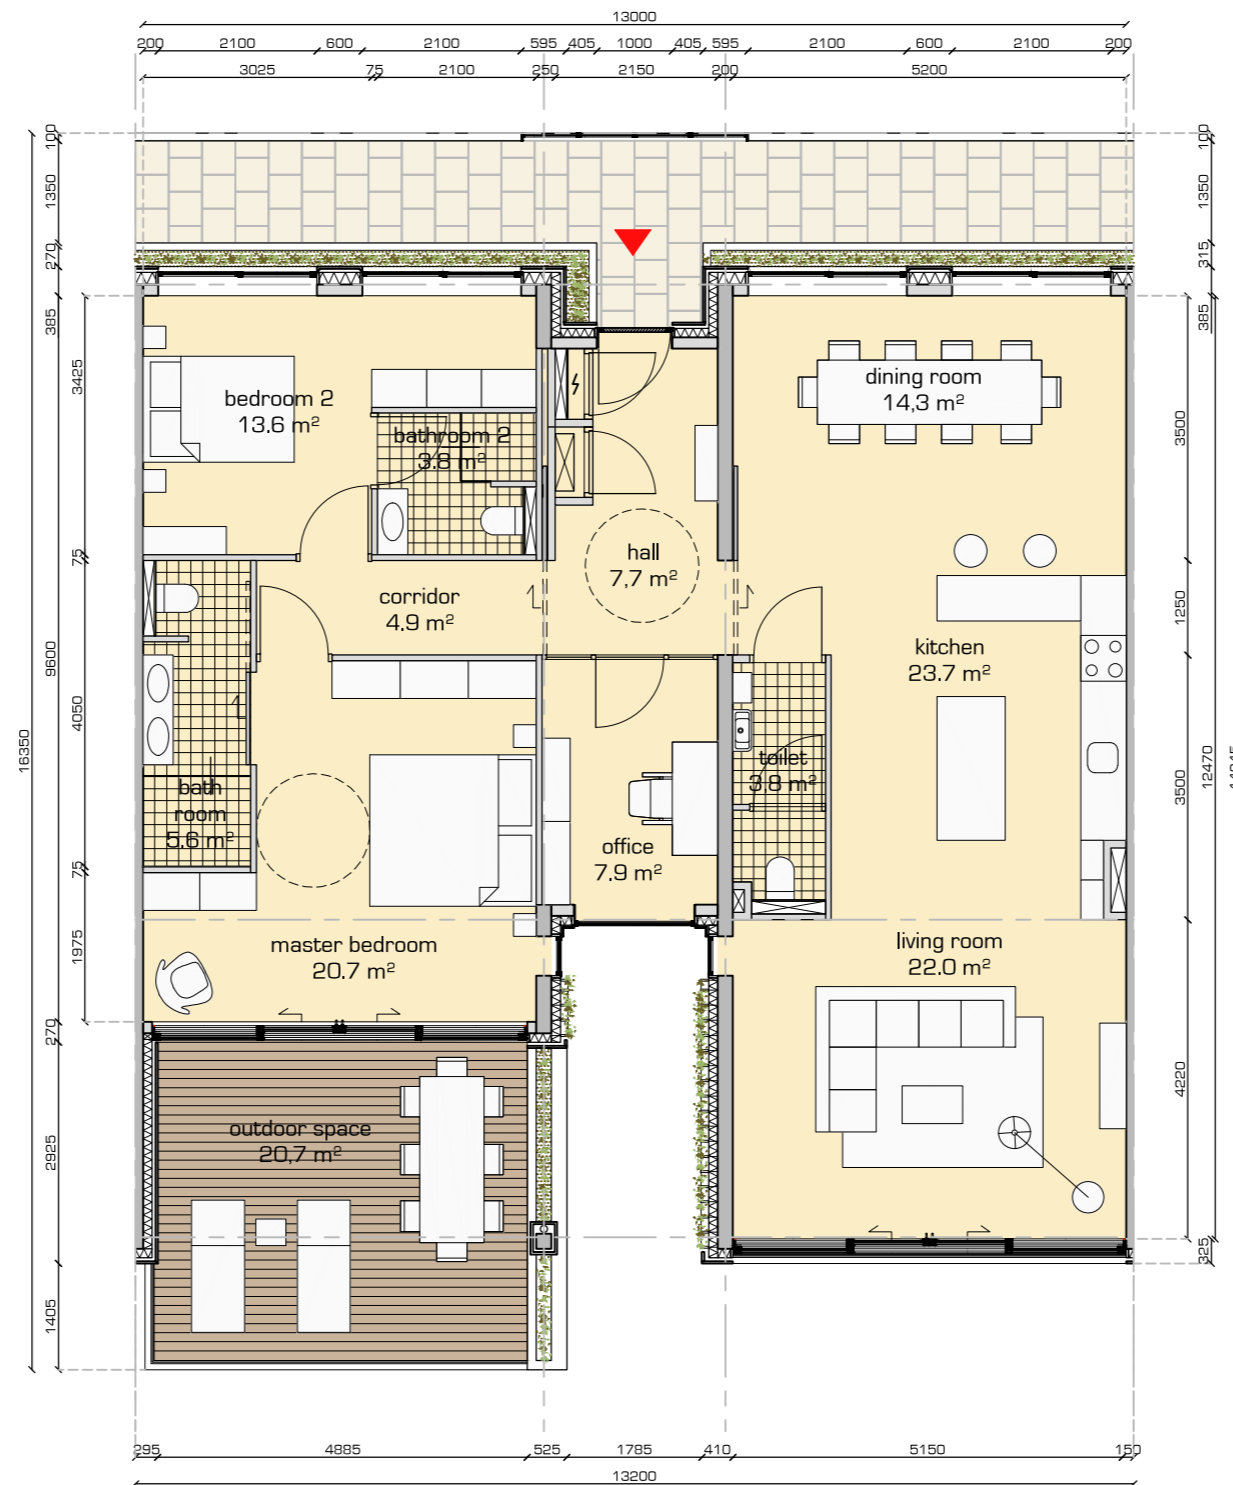 13000
200 2100 600 2100 595 405 1000 405 595 2100 600 2100 200
3025 75 2100 250 2150 200 5200
100
1350
270
385
3425
75
9600
4050
75
1975
270
2925
1405
16350
bedroom 2
13,6 m²
bathroom 2
3,8 m²
hall
7,7 m²
corridor
4,9 m²
dining room
14,3 m²
kitchen
23.7 m²
toilet
3,8 m²
bath
room
5,6 m²
office
7,9 m²
master bedroom
20.7 m²
living room
22.0 m²
outdoor space
20,7 m²
100
1350
315
385
3500
1250
3500
12470
4220
325
295 4885 525 1785 410 5150 150
13200